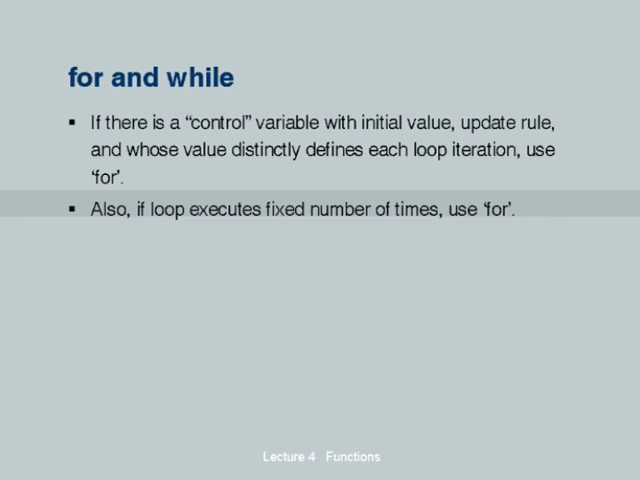 for and while
▪ If there is a “control” variable with initial value, update rule,
and whose value distinctly defines each loop iteration, use
‘for’.
▪ Also, if loop executes fixed number of times, use ‘for’.
Lecture 4 Functions